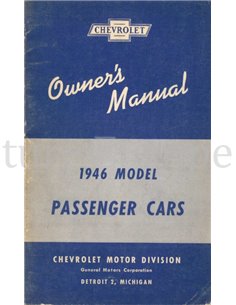 CHEVROLET
Owner's
Manual
1946 MODEL
PASSENGER CARS
CHEVROLET MOTOR DIVISION
General Motors Corporation
DETROIT 2, MICHIGAN